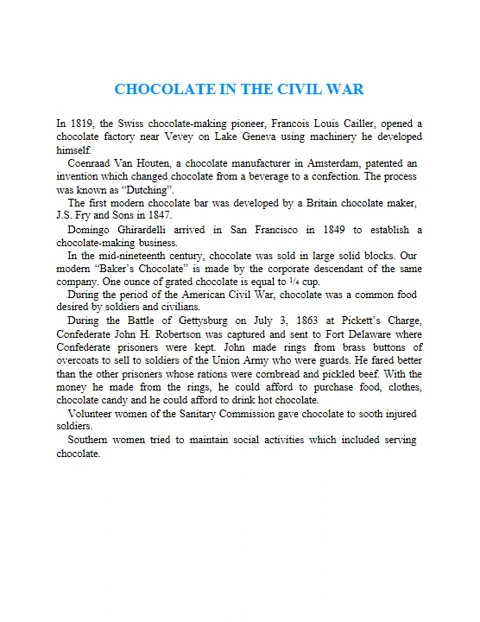 CHOCOLATE IN THE CIVIL WAR
In 1819, the Swiss chocolate-making pioneer, Francois Louis Cailler, opened a
chocolate factory near Vevey on Lake Geneva using machinery he developed
himself.
Coenraad Van Houten, a chocolate manufacturer in Amsterdam, patented an
invention which changed chocolate from a beverage to a confection. The process
was known as “Dutching”.
The first modern chocolate bar was developed by a Britain chocolate maker,
J.S. Fry and Sons in 1847.
Domingo Ghirardelli arrived in San Francisco in 1849 to establish a
chocolate-making business.
In the mid-nineteenth century, chocolate was sold in large solid blocks. Our
modern “Baker’s Chocolate” is made by the corporate descendant of the same
company. One ounce of grated chocolate is equal to 1/4 cup.
During the period of the American Civil War, chocolate was a common food
desired by soldiers and civilians.
During the Battle of Gettysburg on July 3, 1863 at Pickett’s Charge,
Confederate John H. Robertson was captured and sent to Fort Delaware where
Confederate prisoners were kept. John made rings from brass buttons of
overcoats to sell to soldiers of the Union Army who were guards. He fared better
than the other prisoners whose rations were cornbread and pickled beef. With the
money he made from the rings, he could afford to purchase food, clothes,
chocolate candy and he could afford to drink hot chocolate.
Volunteer women of the Sanitary Commission gave chocolate to sooth injured
soldiers.
Southern women tried to maintain social activities which included serving
chocolate.